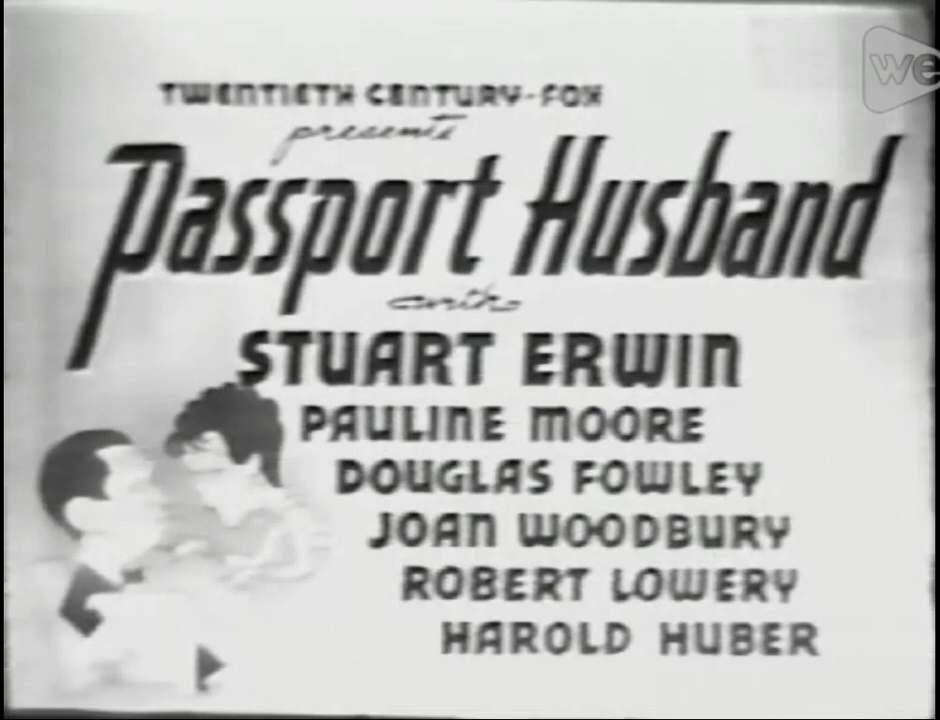 TWENTIETH CENTURY-FOX
presents
Passport Husband
with
STUART ERWIN
PAULINE MOORE
DOUGLAS FOWLEY
JOAN WOODBURY
ROBERT LOWERY
HAROLD HUBER
we